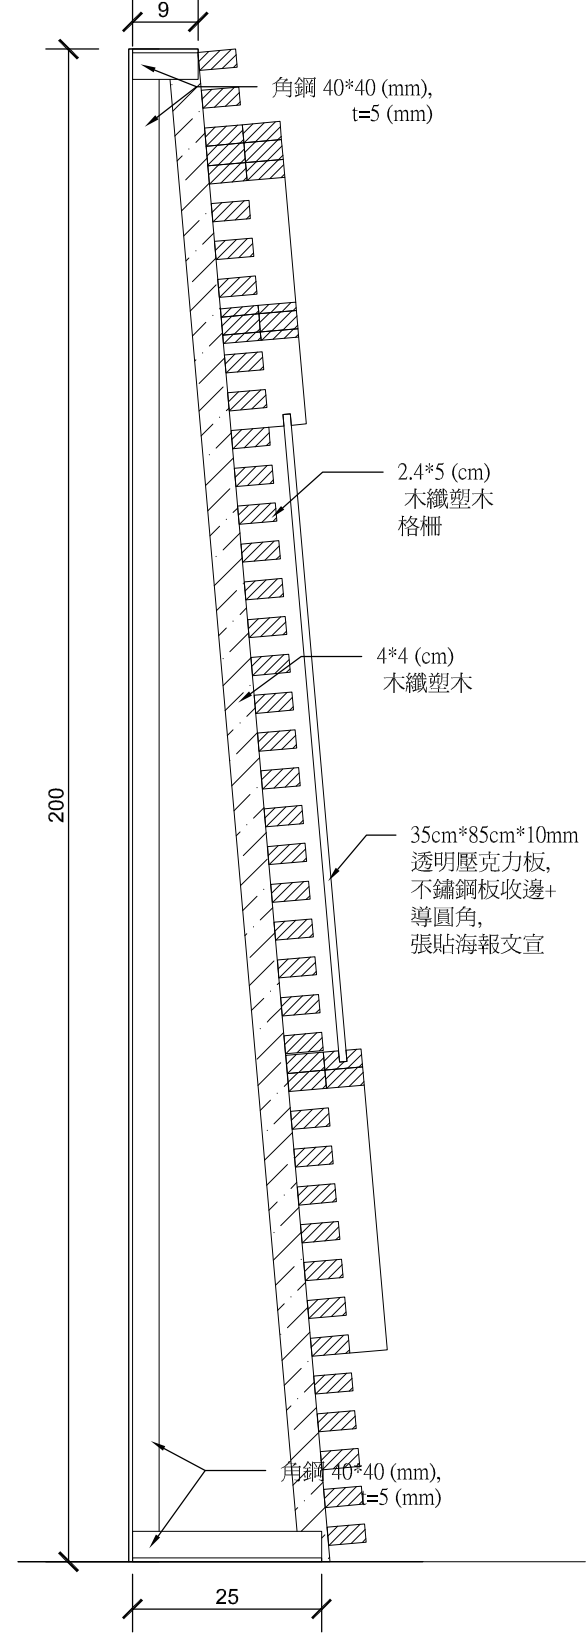 9
角鋼 40*40 (mm),
t=5 (mm)
2.4*5 (cm)
木纖塑木
格柵
4*4 (cm)
木纖塑木
200
35cm*85cm*10mm
透明壓克力板,
不鏽鋼板收邊+
導圓角,
張貼海報文宣
角鋼 40*40 (mm),
t=5 (mm)
25